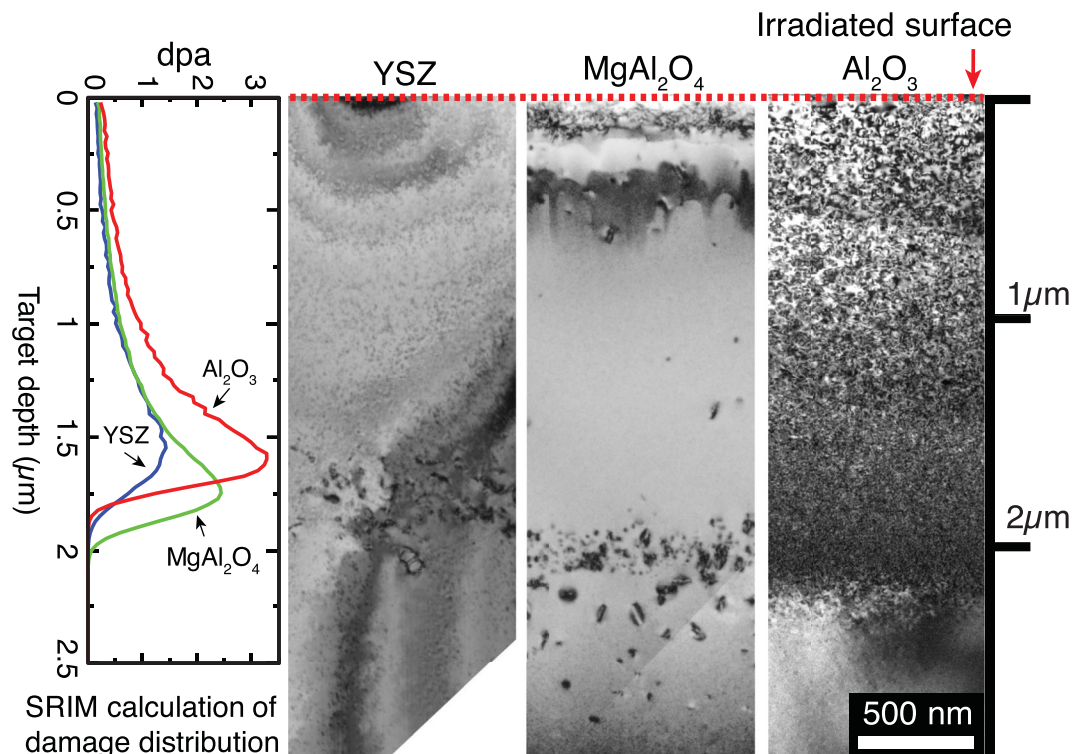 Irradiated surface
dpa
YSZ
MgAl₂O₄
Al₂O₃
0 1 2 3
0
0.5
1
1.5
2
2.5
Target depth (µm)
Al₂O₃
YSZ
MgAl₂O₄
1µm
2µm
500 nm
SRIM calculation of
damage distribution